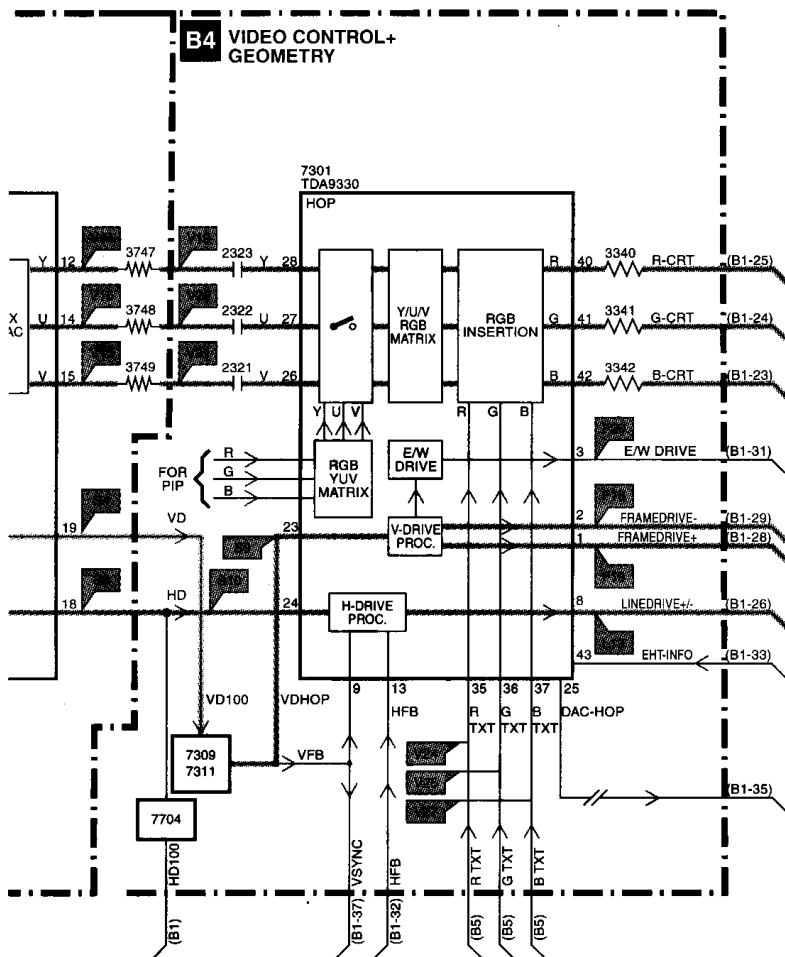 B4 VIDEO CONTROL+
GEOMETRY
7301
TDA9330
HOP
Y 12 3747 2323 Y 28 R 40 3340 R-CRT (B1-25)
X
AC
U 14 3748 2322 U 27 Y/U/V RGB MATRIX RGB INSERTION G 41 3341 G-CRT (B1-24)
V 15 3749 2321 V 26 B 42 3342 B-CRT (B1-23)
Y U V R G B
FOR PIP
R
G
B
RGB
YUV
MATRIX
E/W
DRIVE
3 E/W DRIVE (B1-31)
19 VD 23
V-DRIVE
PROC.
2 FRAMEDRIVE- (B1-29)
1 FRAMEDRIVE+ (B1-28)
18 HD 24
H-DRIVE
PROC.
8 LINEDRIVE+/- (B1-26)
43 EHT-INFO (B1-33)
9 13 35 36 37 25
VD100 VDHOP HFB R TXT G TXT B TXT DAC-HOP
7309
7311
VFB
(B1-35)
7704
HD100 VSYNC HFB R TXT G TXT B TXT
(B1) (B1-37) (B1-32) (B5) (B5) (B5)